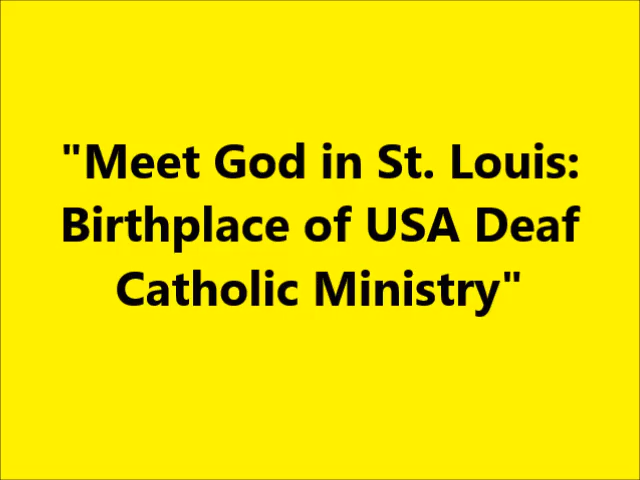 "Meet God in St. Louis:
Birthplace of USA Deaf
Catholic Ministry"